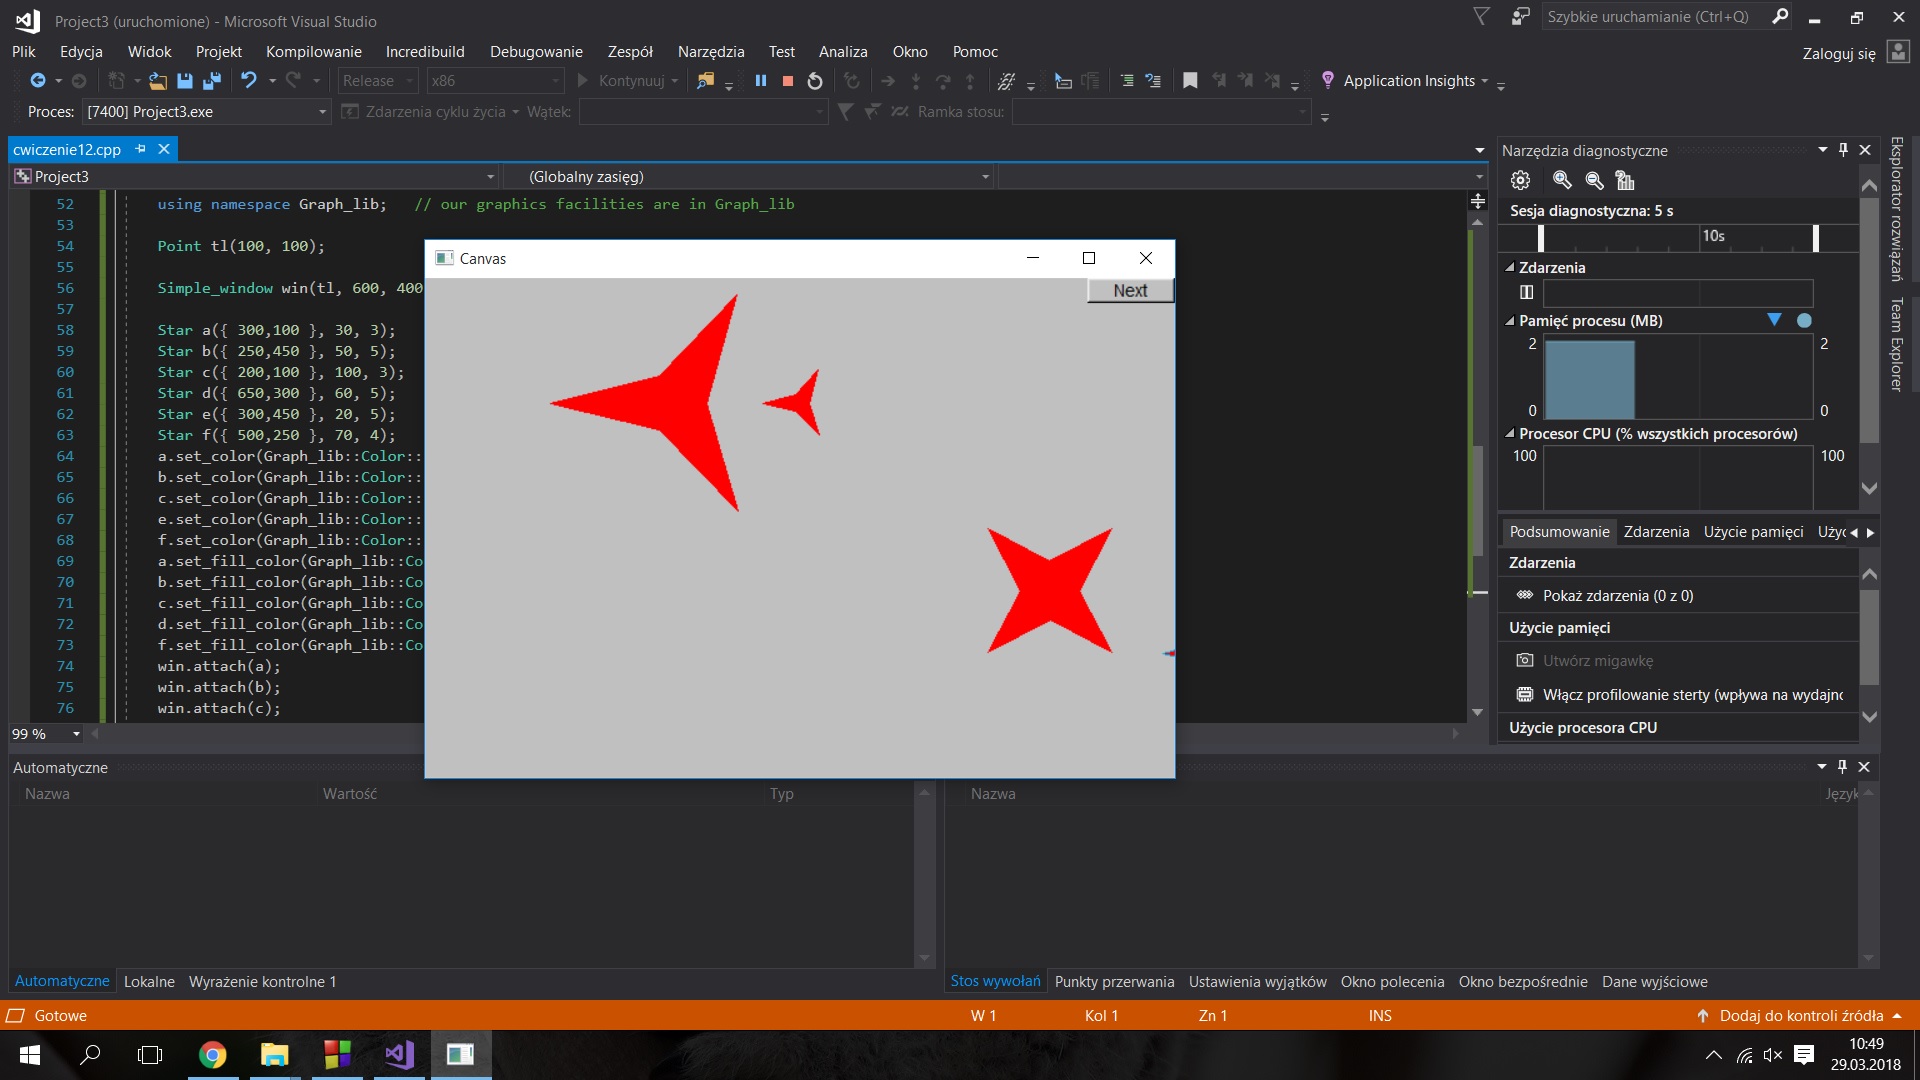 Project3 (uruchomione) - Microsoft Visual Studio
Szybkie uruchamianie (Ctrl+Q)
Plik Edycja Widok Projekt Kompilowanie Incredibuild Debugowanie Zespół Narzędzia Test Analiza Okno Pomoc
Zaloguj się
Release x86 Kontynuuj Application Insights
Proces: [7400] Project3.exe Zdarzenia cyklu życia Wątek: Ramka stosu:
cwiczenie12.cpp
Project3 (Globalny zasięg)
52 using namespace Graph_lib; // our graphics facilities are in Graph_lib
53
54 Point tl(100, 100);
55
56 Simple_window win(tl, 600, 400
57
58 Star a({ 300,100 }, 30, 3);
59 Star b({ 250,450 }, 50, 5);
60 Star c({ 200,100 }, 100, 3);
61 Star d({ 650,300 }, 60, 5);
62 Star e({ 300,450 }, 20, 5);
63 Star f({ 500,250 }, 70, 4);
64 a.set_color(Graph_lib::Color::
65 b.set_color(Graph_lib::Color::
66 c.set_color(Graph_lib::Color::
67 e.set_color(Graph_lib::Color::
68 f.set_color(Graph_lib::Color::
69 a.set_fill_color(Graph_lib::Co
70 b.set_fill_color(Graph_lib::Co
71 c.set_fill_color(Graph_lib::Co
72 d.set_fill_color(Graph_lib::Co
73 f.set_fill_color(Graph_lib::Co
74 win.attach(a);
75 win.attach(b);
76 win.attach(c);
99 %
Canvas
Next
Narzędzia diagnostyczne
Sesja diagnostyczna: 5 s
10s
Zdarzenia
Pamięć procesu (MB)
2 2
0 0
Procesor CPU (% wszystkich procesorów)
100 100
Podsumowanie Zdarzenia Użycie pamięci Użyc
Zdarzenia
Pokaż zdarzenia (0 z 0)
Użycie pamięci
Utwórz migawkę
Włącz profilowanie sterty (wpływa na wydajnc
Użycie procesora CPU
Eksplorator rozwiązań
Team Explorer
Automatyczne
Nazwa Wartość Typ
Nazwa Język
Automatyczne Lokalne Wyrażenie kontrolne 1
Stos wywołań Punkty przerwania Ustawienia wyjątków Okno polecenia Okno bezpośrednie Dane wyjściowe
Gotowe W 1 Kol 1 Zn 1 INS Dodaj do kontroli źródła
10:49
29.03.2018